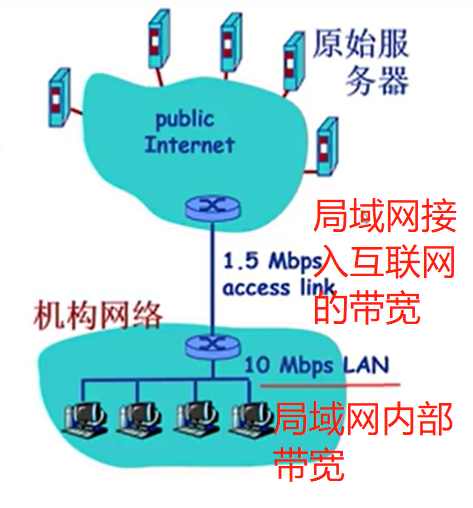 原始服
务器
public
Internet
局域网接
入互联网
的带宽
1.5 Mbps
access link
机构网络
10 Mbps LAN
局域网内部
带宽